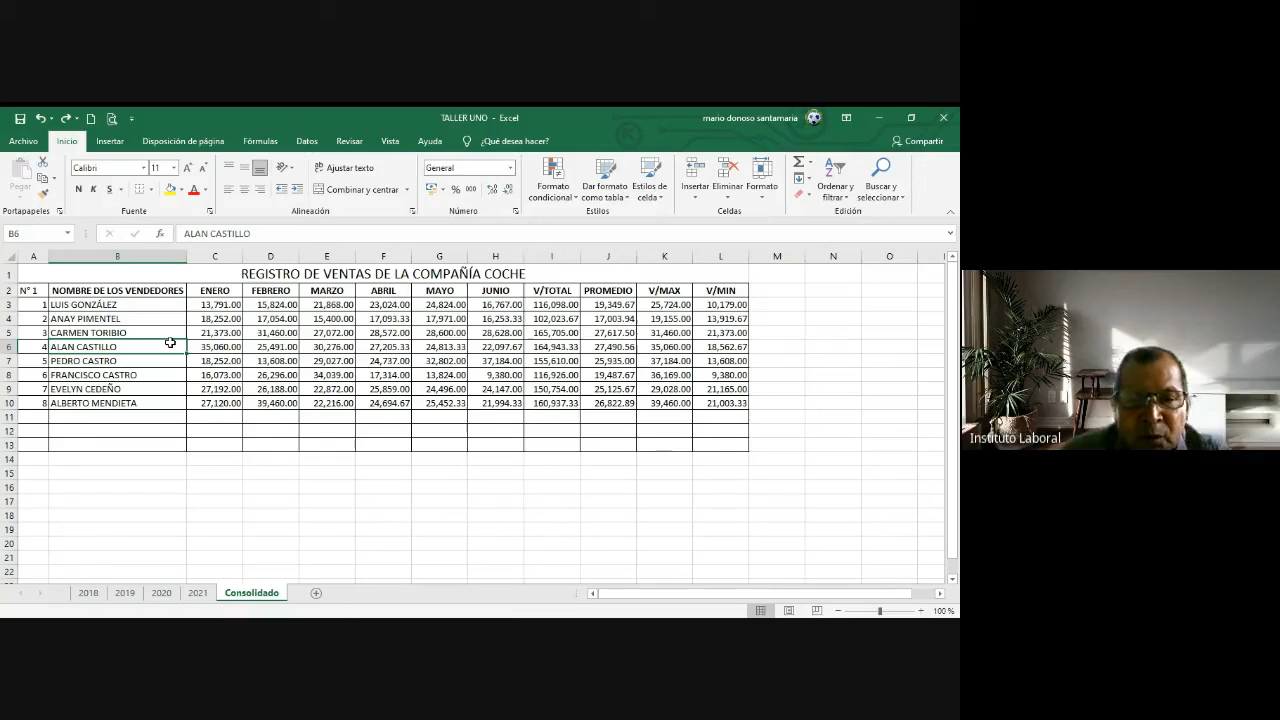 TALLER UNO - Excel
mario donoso santamaria
Archivo Inicio Insertar Disposición de página Fórmulas Datos Revisar Vista Ayuda ¿Qué desea hacer? Compartir
Pegar
Calibri 11
N K S
Ajustar texto
Combinar y centrar
General
% 000
Formato condicional
Dar formato como tabla
Estilos de celda
Insertar Eliminar Formato
Ordenar y filtrar
Buscar y seleccionar
Portapapeles Fuente Alineación Número Estilos Celdas Edición
B6 fx ALAN CASTILLO
A B C D E F G H I J K L M N O
1 REGISTRO DE VENTAS DE LA COMPAÑÍA COCHE
2 N° 1 NOMBRE DE LOS VENDEDORES ENERO FEBRERO MARZO ABRIL MAYO JUNIO V/TOTAL PROMEDIO V/MAX V/MIN
3 1 LUIS GONZÁLEZ 13,791.00 15,824.00 21,868.00 23,024.00 24,824.00 16,767.00 116,098.00 19,349.67 25,724.00 10,179.00
4 2 ANAY PIMENTEL 18,252.00 17,054.00 15,400.00 17,093.33 17,971.00 16,253.33 102,023.67 17,003.94 19,155.00 13,919.67
5 3 CARMEN TORIBIO 21,373.00 31,460.00 27,072.00 28,572.00 28,600.00 28,628.00 165,705.00 27,617.50 31,460.00 21,373.00
6 4 ALAN CASTILLO 35,060.00 25,491.00 30,276.00 27,205.33 24,813.33 22,097.67 164,943.33 27,490.56 35,060.00 18,562.67
7 5 PEDRO CASTRO 18,252.00 13,608.00 29,027.00 24,737.00 32,802.00 37,184.00 155,610.00 25,935.00 37,184.00 13,608.00
8 6 FRANCISCO CASTRO 16,073.00 26,296.00 34,039.00 17,314.00 13,824.00 9,380.00 116,926.00 19,487.67 36,169.00 9,380.00
9 7 EVELYN CEDEÑO 27,192.00 26,188.00 22,872.00 25,859.00 24,496.00 24,147.00 150,754.00 25,125.67 29,028.00 21,165.00
10 8 ALBERTO MENDIETA 27,120.00 39,460.00 22,216.00 24,694.67 25,452.33 21,994.33 160,937.33 26,822.89 39,460.00 21,003.33
11
12
13
14
15
16
17
18
19
20
21
22
2018 2019 2020 2021 Consolidado
100 %
Instituto Laboral